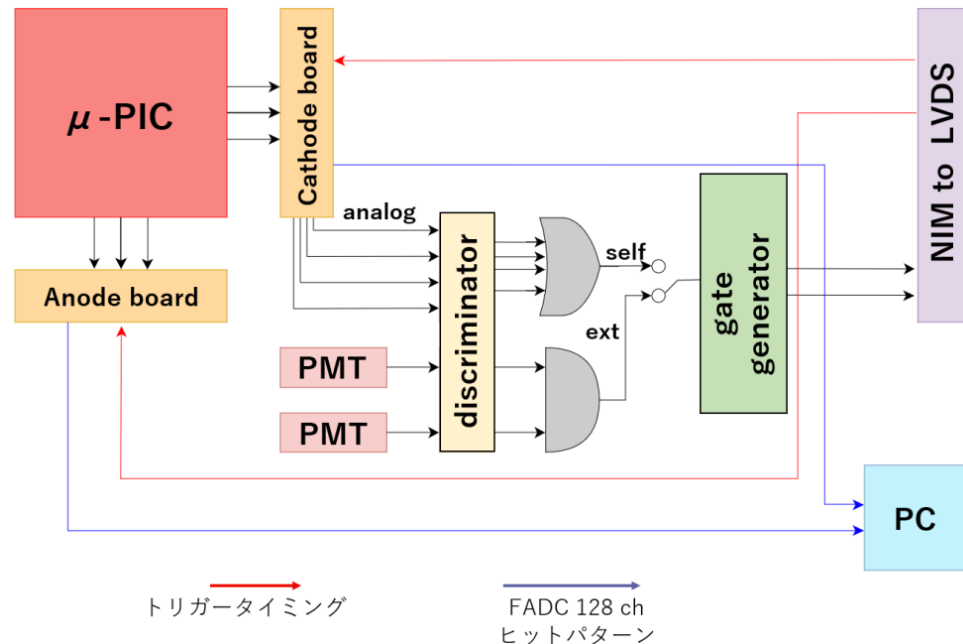 μ-PIC
Cathode board
NIM to LVDS
analog
discriminator
self
ext
gate
generator
Anode board
PMT
PMT
PC
トリガータイミング
FADC 128 ch
ヒットパターン